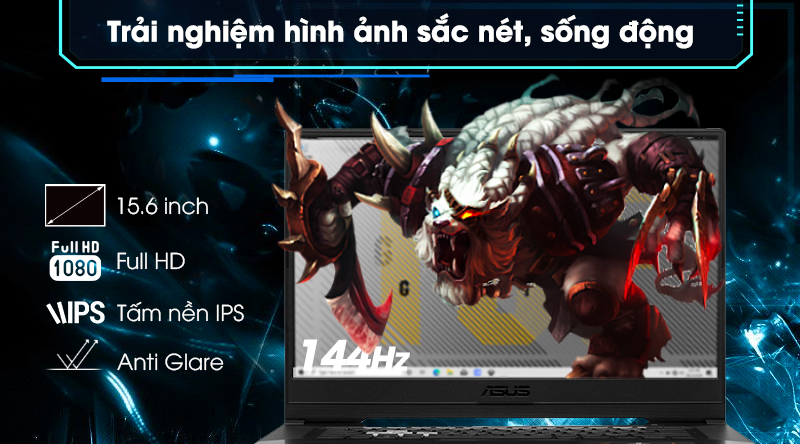 Trải nghiệm hình ảnh sắc nét, sống động
15.6 inch
Full HD
1080
Full HD
IPS
Tấm nền IPS
Anti Glare
G
144Hz
ASUS